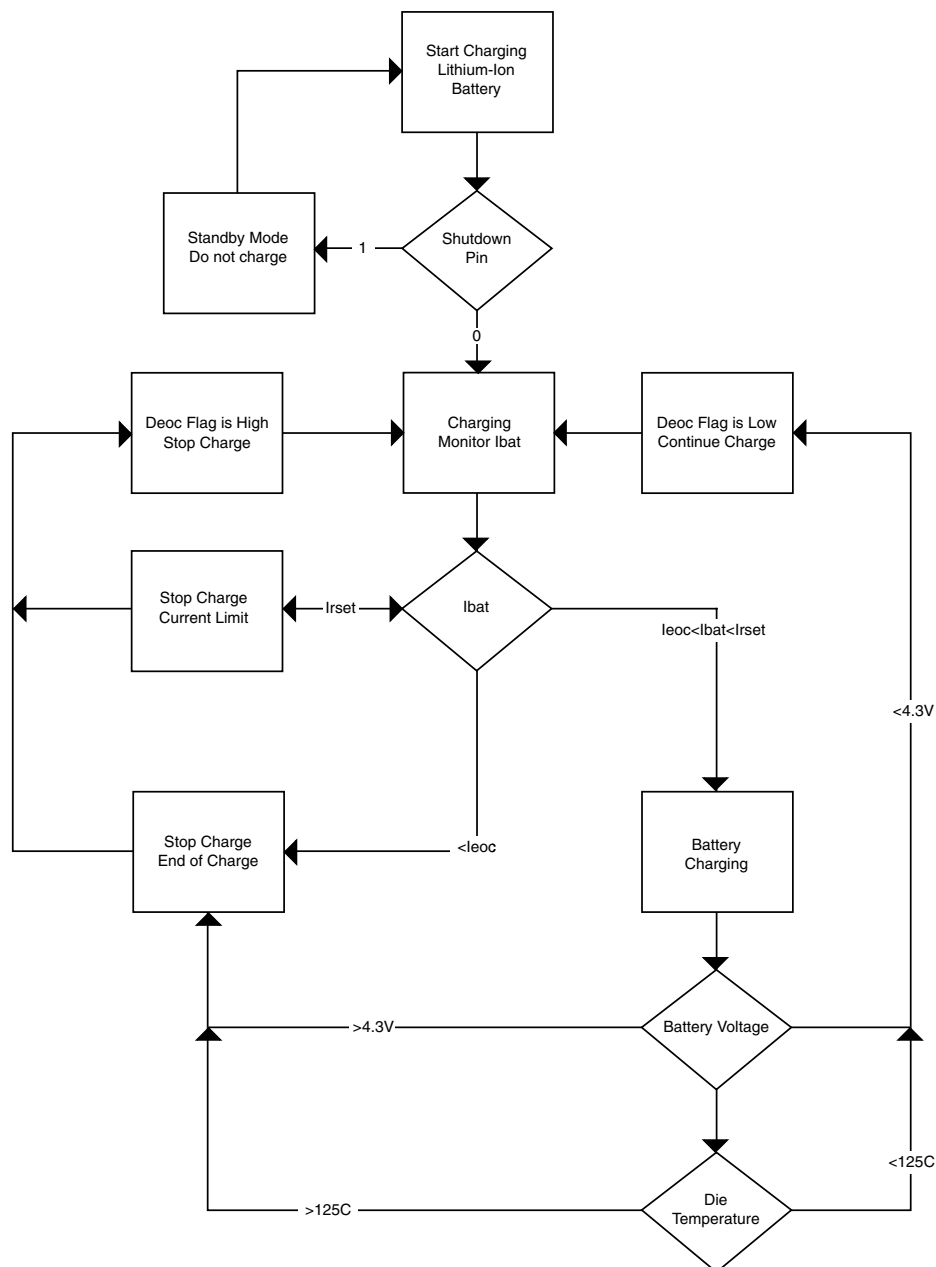 Start Charging
Lithium-Ion
Battery
Standby Mode
Do not charge
1
Shutdown
Pin
0
Deoc Flag is High
Stop Charge
Charging
Monitor Ibat
Deoc Flag is Low
Continue Charge
Stop Charge
Current Limit
Irset
Ibat
Ieoc<Ibat<Irset
<4.3V
Stop Charge
End of Charge
<Ieoc
Battery
Charging
>4.3V
Battery Voltage
<125C
>125C
Die
Temperature